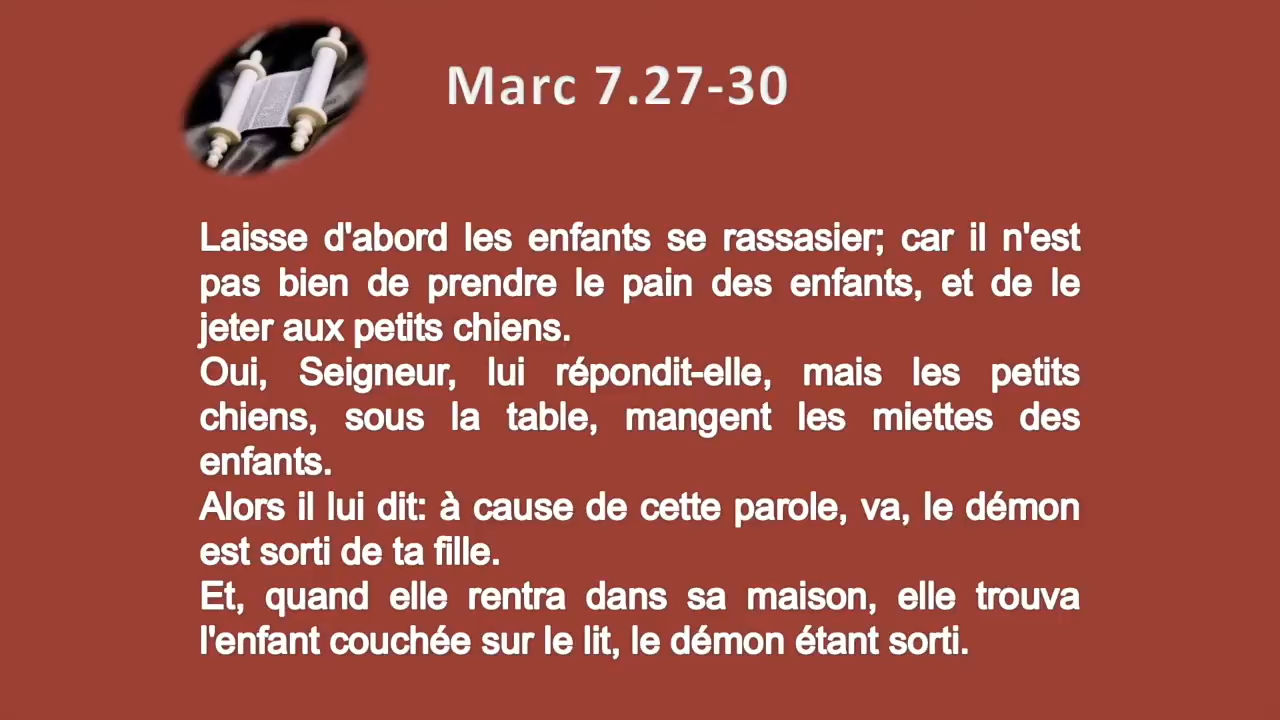 Marc 7.27-30
Laisse d'abord les enfants se rassasier; car il n'est
pas bien de prendre le pain des enfants, et de le
jeter aux petits chiens.
Oui, Seigneur, lui répondit-elle, mais les petits
chiens, sous la table, mangent les miettes des
enfants.
Alors il lui dit: à cause de cette parole, va, le démon
est sorti de ta fille.
Et, quand elle rentra dans sa maison, elle trouva
l'enfant couchée sur le lit, le démon étant sorti.